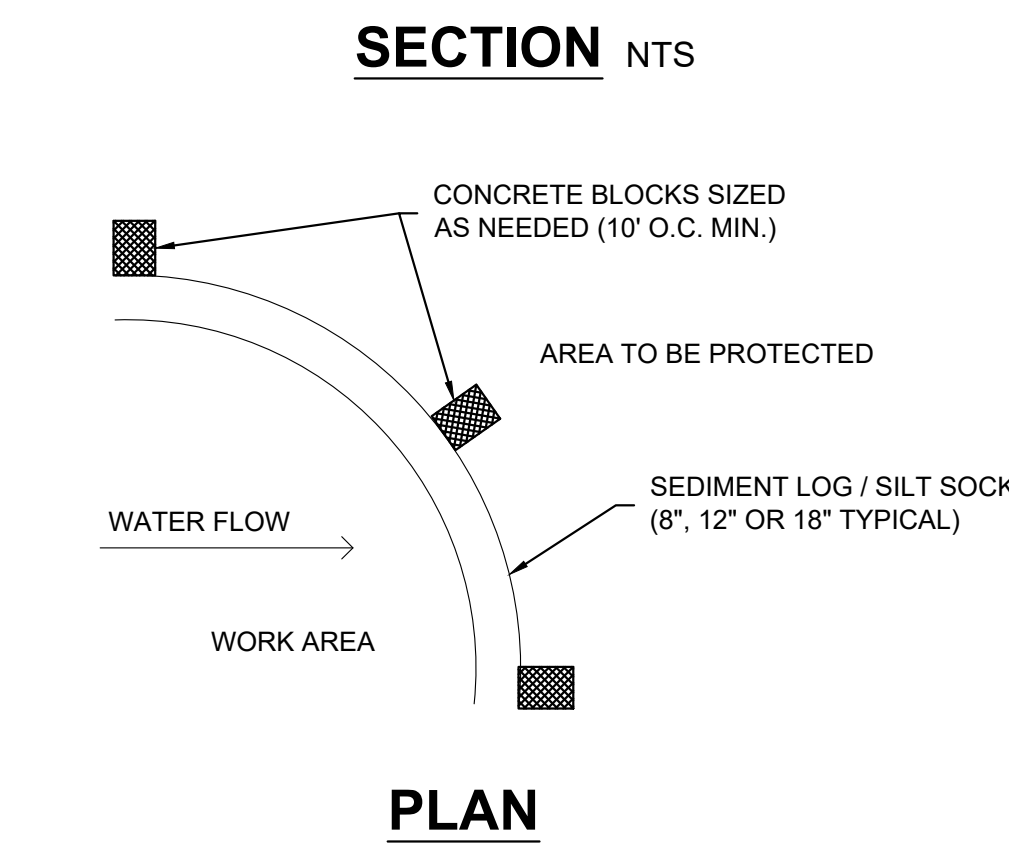 SECTION NTS
CONCRETE BLOCKS SIZED
AS NEEDED (10' O.C. MIN.)
AREA TO BE PROTECTED
SEDIMENT LOG / SILT SOCK
(8", 12" OR 18" TYPICAL)
WATER FLOW
WORK AREA
PLAN